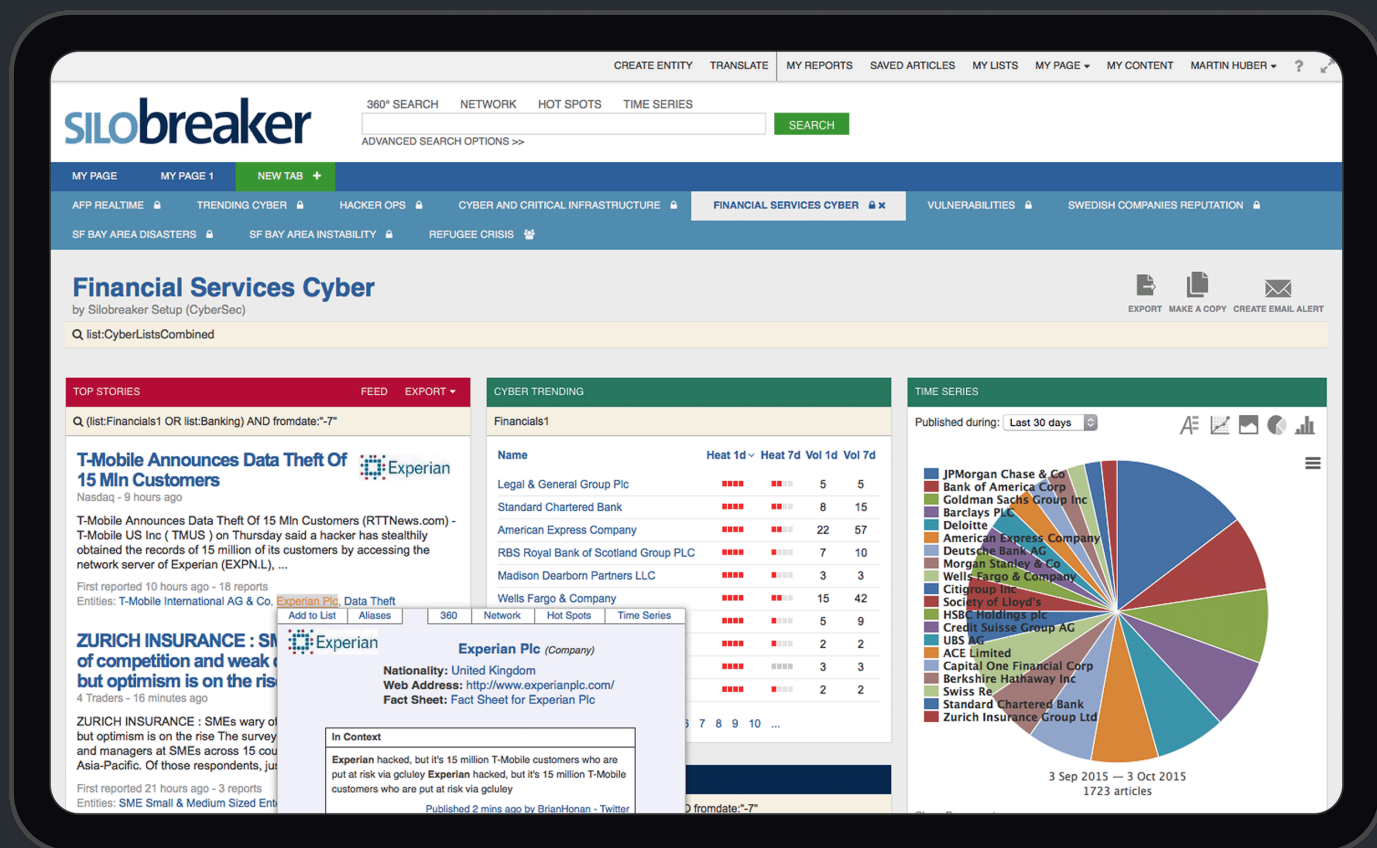 CREATE ENTITY TRANSLATE MY REPORTS SAVED ARTICLES MY LISTS MY PAGE MY CONTENT MARTIN HUBER ?
SILObreaker
360° SEARCH NETWORK HOT SPOTS TIME SERIES
SEARCH
ADVANCED SEARCH OPTIONS >>
MY PAGE MY PAGE 1 NEW TAB +
AFP REALTIME TRENDING CYBER HACKER OPS CYBER AND CRITICAL INFRASTRUCTURE FINANCIAL SERVICES CYBER x VULNERABILITIES SWEDISH COMPANIES REPUTATION
SF BAY AREA DISASTERS SF BAY AREA INSTABILITY REFUGEE CRISIS
Financial Services Cyber
by Silobreaker Setup (CyberSec)
EXPORT MAKE A COPY CREATE EMAIL ALERT
list:CyberListsCombined
TOP STORIES FEED EXPORT
(list:Financials1 OR list:Banking) AND fromdate:"-7"
T-Mobile Announces Data Theft Of
15 Mln Customers
Experian
Nasdaq - 9 hours ago
T-Mobile Announces Data Theft Of 15 Mln Customers (RTTNews.com) -
T-Mobile US Inc ( TMUS ) on Thursday said a hacker has stealthily
obtained the records of 15 million of its customers by accessing the
network server of Experian (EXPN.L), ...
First reported 10 hours ago - 18 reports
Entities: T-Mobile International AG & Co, Experian Plc, Data Theft
ZURICH INSURANCE : SM
of competition and weak
but optimism is on the ris
4 Traders - 16 minutes ago
ZURICH INSURANCE : SMEs wary of
but optimism is on the rise The survey
and managers at SMEs across 15 cou
Asia-Pacific. Of those respondents, jus
First reported 21 hours ago - 3 reports
Entities: SME Small & Medium Sized Ent
Add to List Aliases 360 Network Hot Spots Time Series
Experian
Experian Plc (Company)
Nationality: United Kingdom
Web Address: http://www.experianplc.com/
Fact Sheet: Fact Sheet for Experian Plc
In Context
Experian hacked, but it's 15 million T-Mobile customers who are
put at risk via gcluley Experian hacked, but it's 15 million T-Mobile
customers who are put at risk via gcluley
Published 2 mins ago by BrianHonan - Twitter
CYBER TRENDING
Financials1
Name Heat 1d Heat 7d Vol 1d Vol 7d
Legal & General Group Plc 5 5
Standard Chartered Bank 8 15
American Express Company 22 57
RBS Royal Bank of Scotland Group PLC 7 10
Madison Dearborn Partners LLC 3 3
Wells Fargo & Company 15 42
5 9
2 2
3 3
2 2
6 7 8 9 10 ...
fromdate:"-7"
TIME SERIES
Published during: Last 30 days
JPMorgan Chase & Co
Bank of America Corp
Goldman Sachs Group Inc
Barclays PLC
Deloitte
American Express Company
Deutsche Bank AG
Morgan Stanley & Co
Wells Fargo & Company
Citigroup Inc
Society of Lloyd's
HSBC Holdings plc
Credit Suisse Group AG
UBS AG
ACE Limited
Capital One Financial Corp
Berkshire Hathaway Inc
Swiss Re
Standard Chartered Bank
Zurich Insurance Group Ltd
3 Sep 2015 — 3 Oct 2015
1723 articles